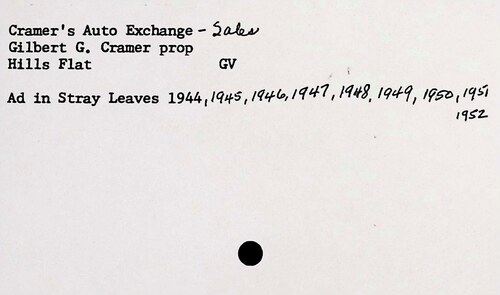 Cramer's Auto Exchange - Sales
Gilbert G. Cramer prop
Hills Flat GV
Ad in Stray Leaves 1944, 1945, 1946, 1947, 1948, 1949, 1950, 1951
1952